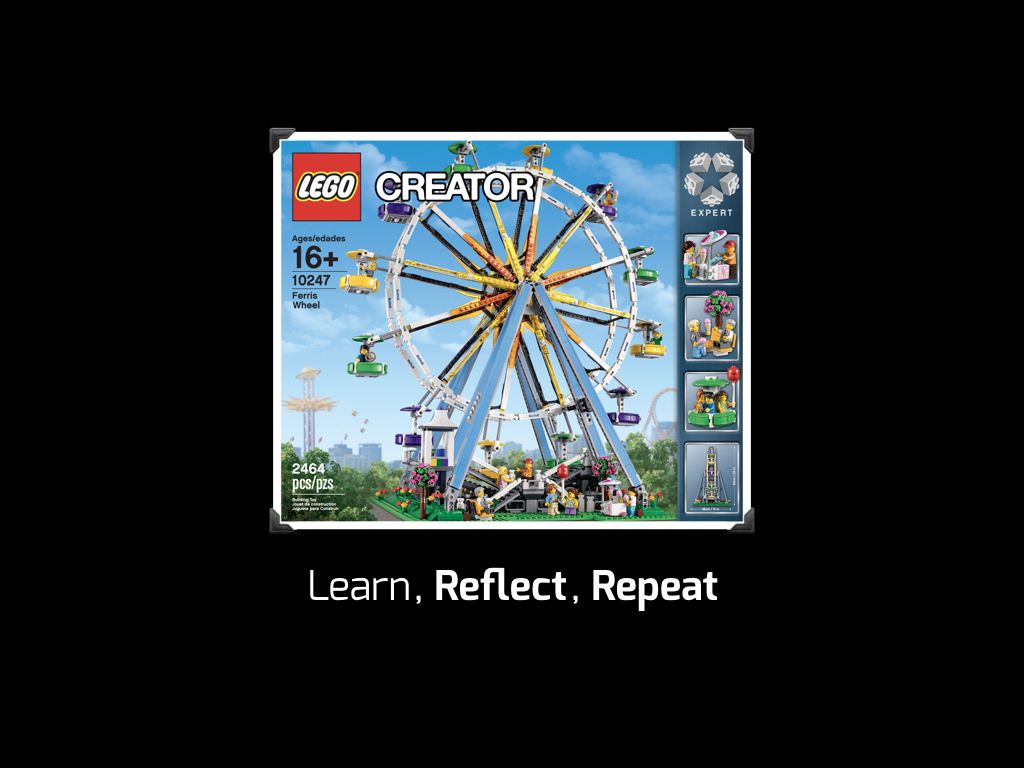 LEGO CREATOR
EXPERT
Ages/edades
16+
10247
Ferris
Wheel
2464
pcs/pzs
Building Toy
Jouet de construction
Juguete para Construir
Learn, Reflect, Repeat